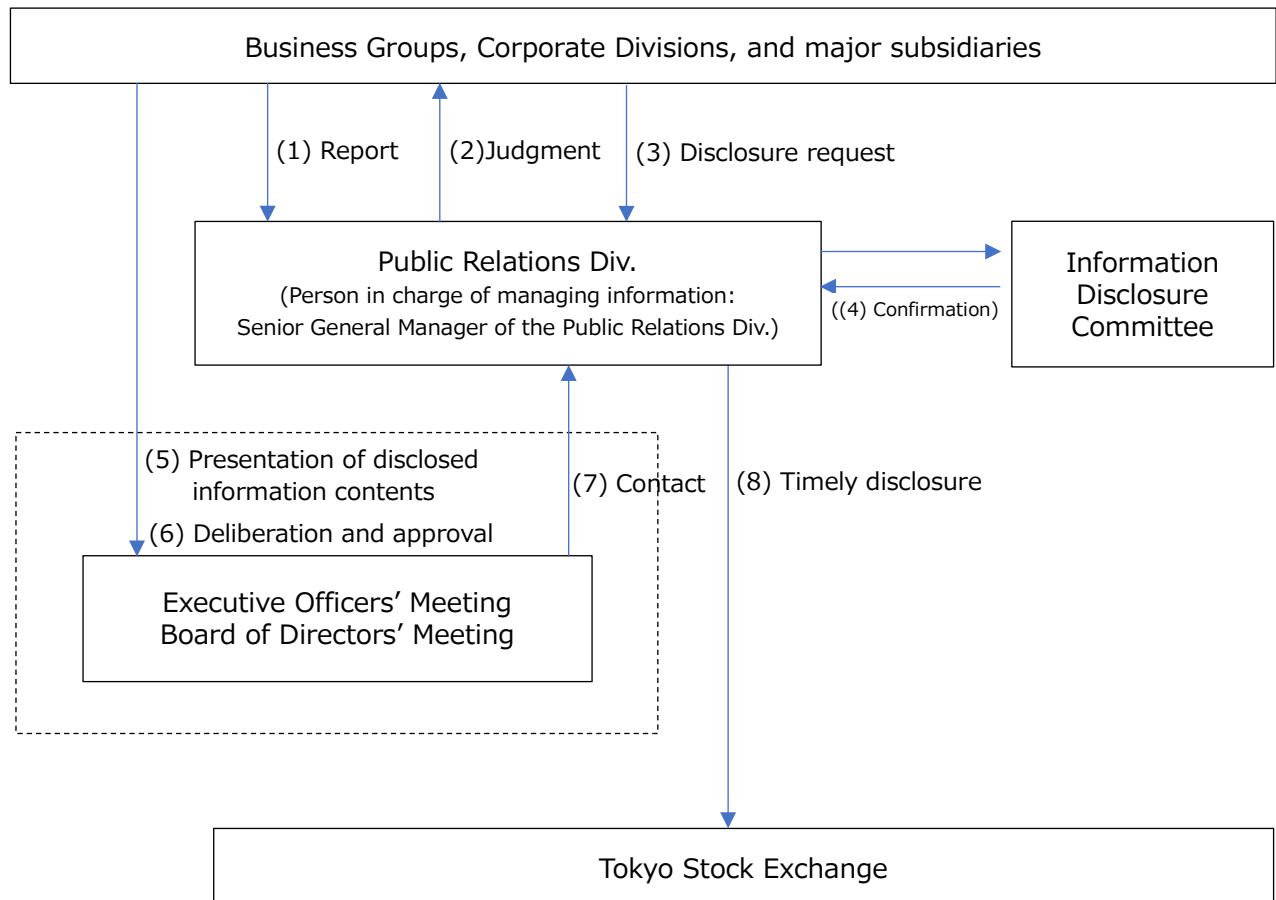 Business Groups, Corporate Divisions, and major subsidiaries
(1) Report
(2)Judgment
(3) Disclosure request
Public Relations Div.
(Person in charge of managing information:
Senior General Manager of the Public Relations Div.)
((4) Confirmation)
Information
Disclosure
Committee
(5) Presentation of disclosed
information contents
(6) Deliberation and approval
(7) Contact
(8) Timely disclosure
Executive Officers’ Meeting
Board of Directors’ Meeting
Tokyo Stock Exchange